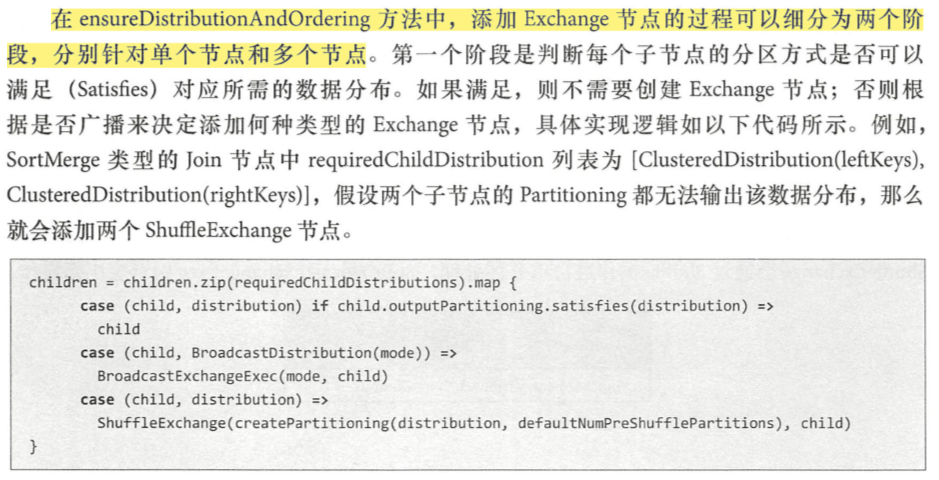 在 ensureDistributionAndOrdering 方法中，添加 Exchange 节点的过程可以细分为两个阶
段，分别针对单个节点和多个节点。第一个阶段是判断每个子节点的分区方式是否可以
满足（Satisfies）对应所需的数据分布。如果满足，则不需要创建 Exchange 节点；否则根
据是否广播来决定添加何种类型的 Exchange 节点，具体实现逻辑如以下代码所示。例如，
SortMerge 类型的 Join 节点中 requiredChildDistribution 列表为 [ClusteredDistribution(leftKeys),
ClusteredDistribution(rightKeys)]，假设两个子节点的 Partitioning 都无法输出该数据分布，那么
就会添加两个 ShuffleExchange 节点。
children = children.zip(requiredChildDistributions).map {
case (child, distribution) if child.outputPartitioning.satisfies(distribution) =>
child
case (child, BroadcastDistribution(mode)) =>
BroadcastExchangeExec(mode, child)
case (child, distribution) =>
ShuffleExchange(createPartitioning(distribution, defaultNumPreShufflePartitions), child)
}